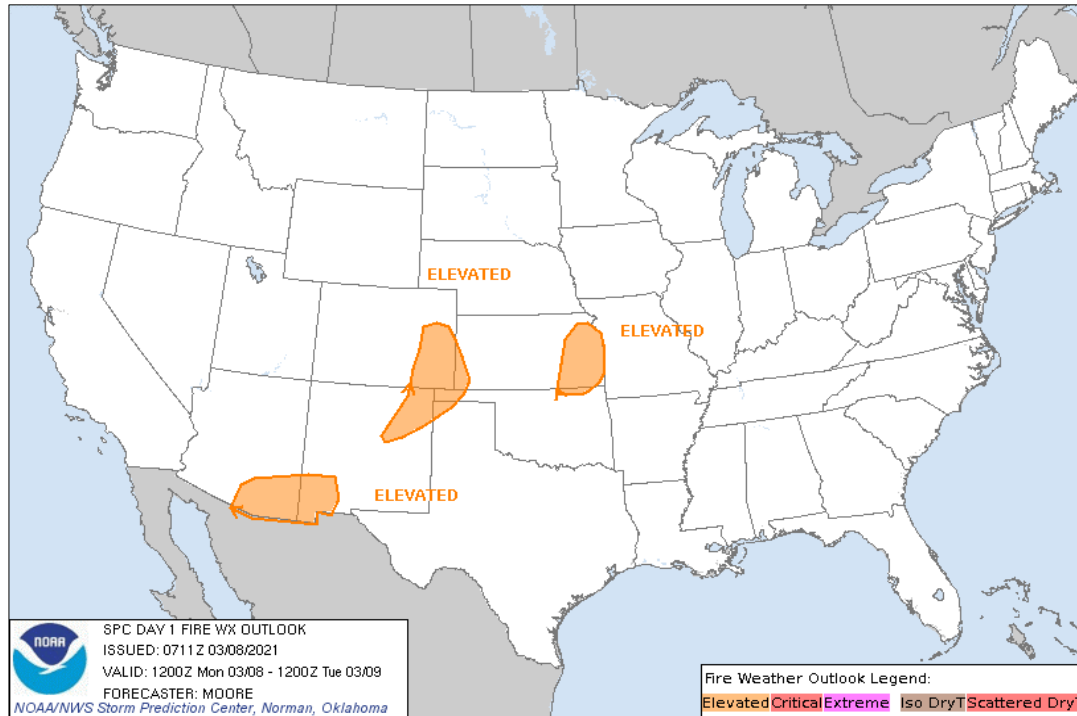 ELEVATED
ELEVATED
ELEVATED
NOAA
SPC DAY 1 FIRE WX OUTLOOK
ISSUED: 0711Z 03/08/2021
VALID: 1200Z Mon 03/08 - 1200Z Tue 03/09
FORECASTER: MOORE
NOAA/NWS Storm Prediction Center, Norman, Oklahoma
Fire Weather Outlook Legend:
Elevated Critical Extreme Iso DryT Scattered DryT